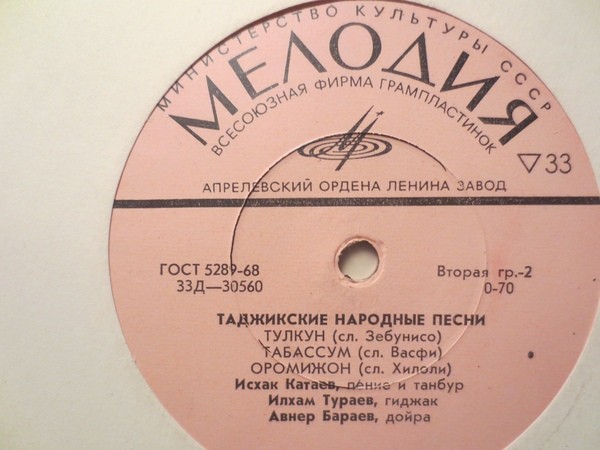 МИНИСТЕРСТВО КУЛЬТУРЫ СССР
МЕЛОДИЯ
ВСЕСОЮЗНАЯ ФИРМА ГРАМПЛАСТИНОК
▽33
АПРЕЛЕВСКИЙ ОРДЕНА ЛЕНИНА ЗАВОД
ГОСТ 5289-68
Вторая гр.-2
33Д—30560
0-70
ТАДЖИКСКИЕ НАРОДНЫЕ ПЕСНИ
ТУЛКУН (сл. Зебунисо)
ТАБАССУМ (сл. Васфи)
ОРОМИЖОН (сл. Хилоли)
Исхак Катаев, пение и танбур
Илхам Тураев, гиджак
Авнер Бараев, дойра